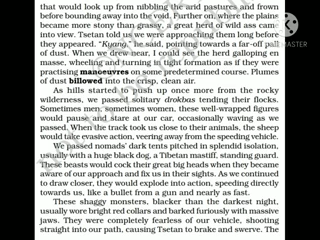 that would look up from nibbling the arid pastures and frown
before bounding away into the void. Further on, where the plains
became more stony than grassy, a great herd of wild ass came
into view. Tsetan told us we were approaching them long before
they appeared. “Kyang,” he said, pointing towards a far-off pall
of dust. When we drew near, I could see the herd galloping en
masse, wheeling and turning in tight formation as if they were
practising manoeuvres on some predetermined course. Plumes
of dust billowed into the crisp, clean air.
As hills started to push up once more from the rocky
wilderness, we passed solitary drokbas tending their flocks.
Sometimes men, sometimes women, these well-wrapped figures
would pause and stare at our car, occasionally waving as we
passed. When the track took us close to their animals, the sheep
would take evasive action, veering away from the speeding vehicle.
We passed nomads’ dark tents pitched in splendid isolation,
usually with a huge black dog, a Tibetan mastiff, standing guard.
These beasts would cock their great big heads when they became
aware of our approach and fix us in their sights. As we continued
to draw closer, they would explode into action, speeding directly
towards us, like a bullet from a gun and nearly as fast.
These shaggy monsters, blacker than the darkest night,
usually wore bright red collars and barked furiously with massive
jaws. They were completely fearless of our vehicle, shooting
straight into our path, causing Tsetan to brake and swerve. The
MADE WITH
KINEMASTER